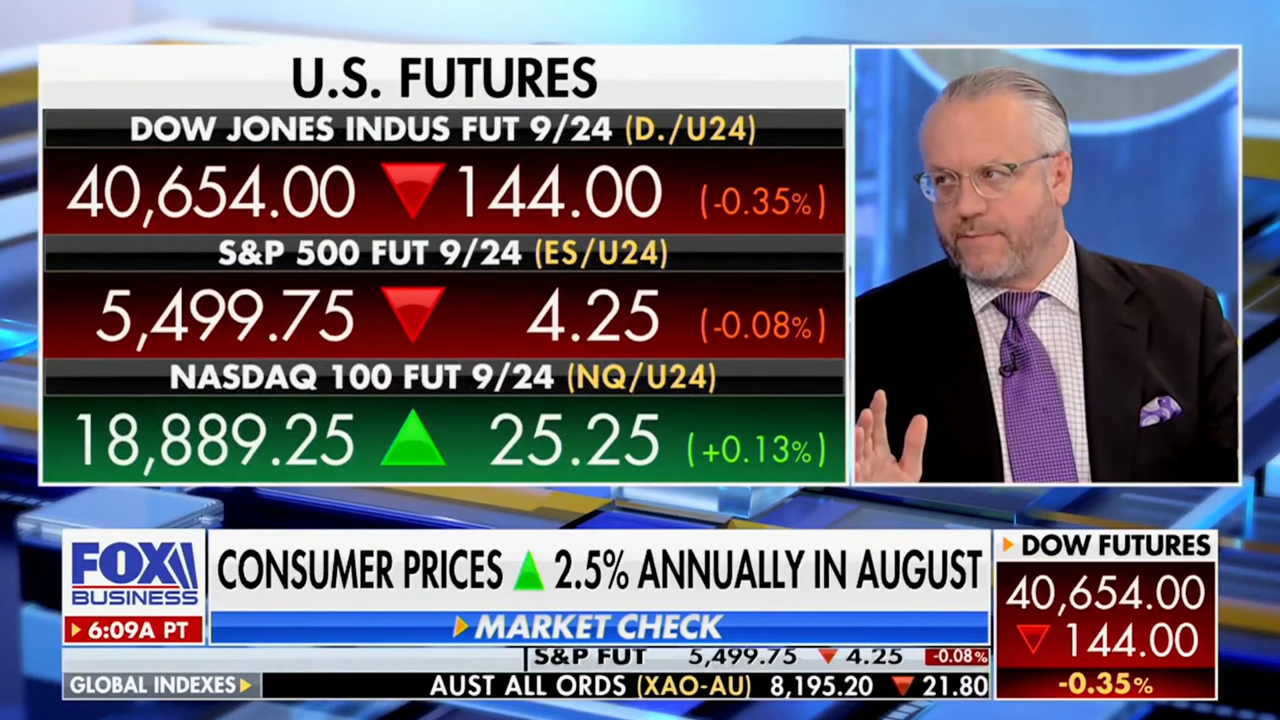 U.S. FUTURES
DOW JONES INDUS FUT 9/24 (D./U24)
40,654.00 ▼ 144.00 (-0.35%)
S&P 500 FUT 9/24 (ES/U24)
5,499.75 ▼ 4.25 (-0.08%)
NASDAQ 100 FUT 9/24 (NQ/U24)
18,889.25 ▲ 25.25 (+0.13%)
FOX
BUSINESS
6:09A PT
CONSUMER PRICES ▲ 2.5% ANNUALLY IN AUGUST
MARKET CHECK
DOW FUTURES
40,654.00
▼ 144.00
-0.35%
S&P FUT 5,499.75 ▼ 4.25 -0.08%
GLOBAL INDEXES
AUST ALL ORDS (XAO-AU) 8,195.20 ▼ 21.80